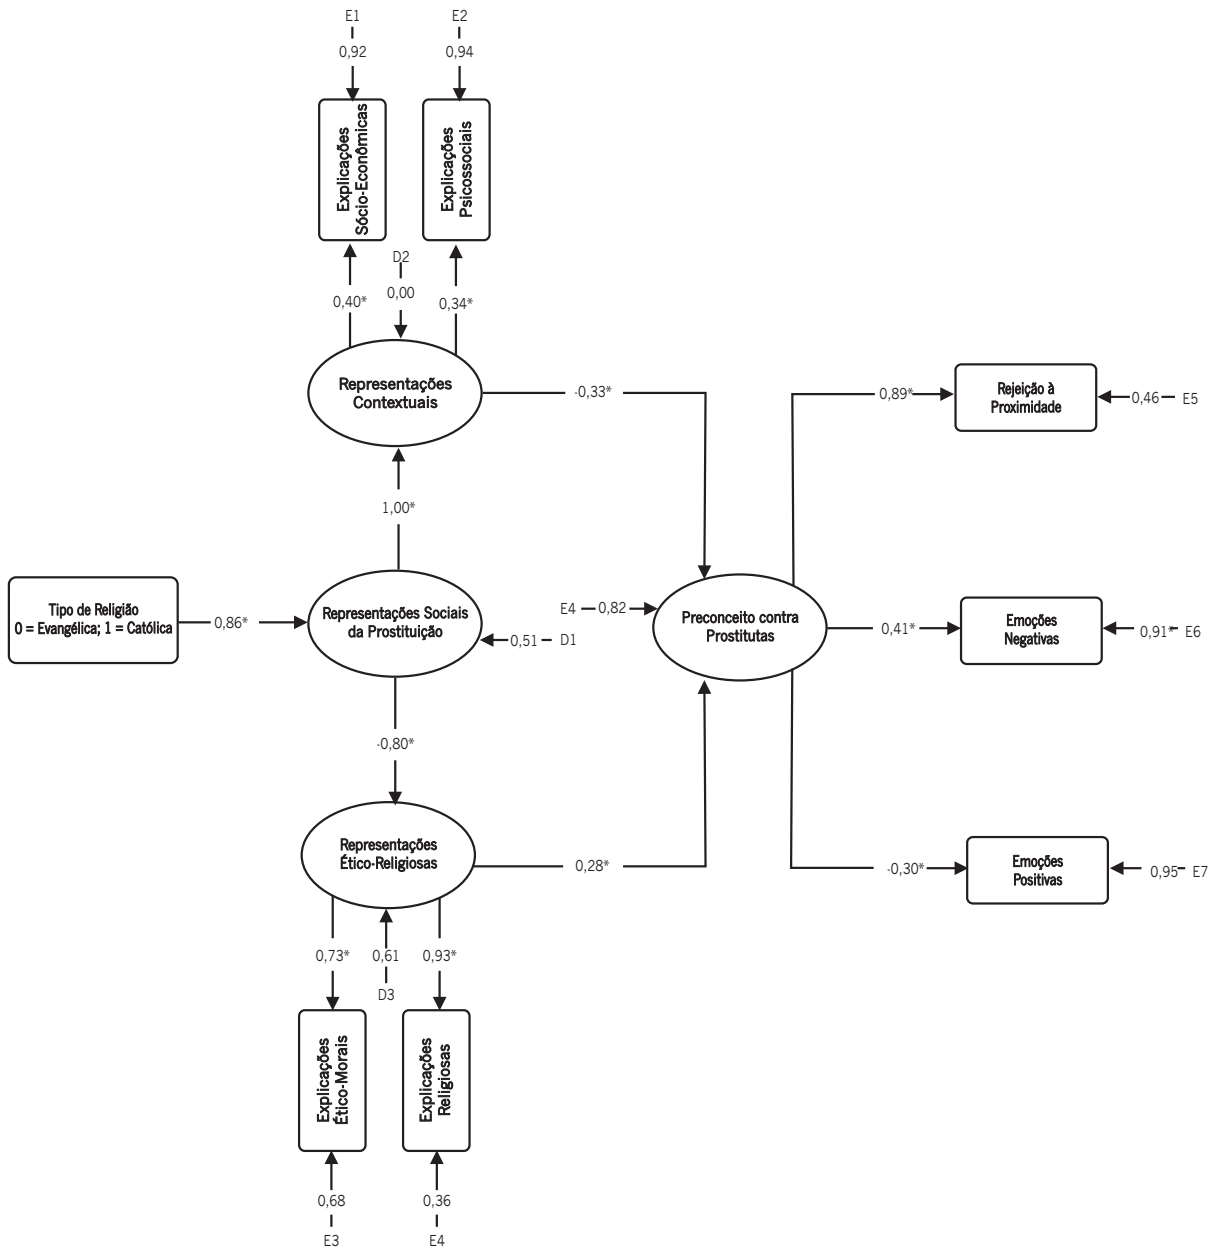 E1
E2
0,92
0,94
Explicações
Sócio-Econômicas
Explicações
Psicossociais
D2
0,40*
0,00
0,34*
Representações
Contextuais
-0,33*
0,89*
Rejeição à
Proximidade
0,46
E5
1,00*
Tipo de Religião
0 = Evangélica; 1 = Católica
0,86*
Representações Sociais
da Prostituição
0,51
D1
E4
0,82
Preconceito contra
Prostitutas
0,41*
Emoções
Negativas
0,91*
E6
-0,80*
Representações
Ético-Religiosas
0,28*
-0,30*
Emoções
Positivas
0,95
E7
0,73*
0,61
0,93*
D3
Explicações
Ético-Morais
Explicações
Religiosas
0,68
0,36
E3
E4